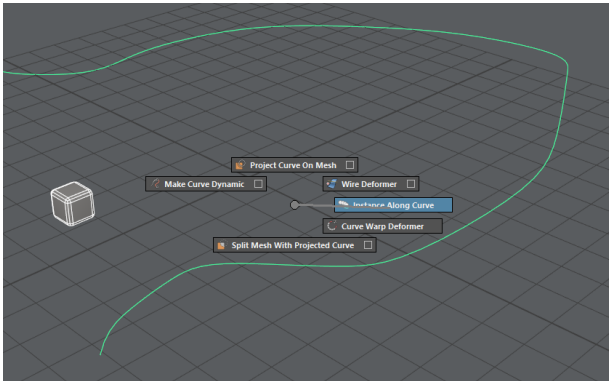 Project Curve On Mesh
Make Curve Dynamic
Wire Deformer
Instance Along Curve
Curve Warp Deformer
Split Mesh With Projected Curve